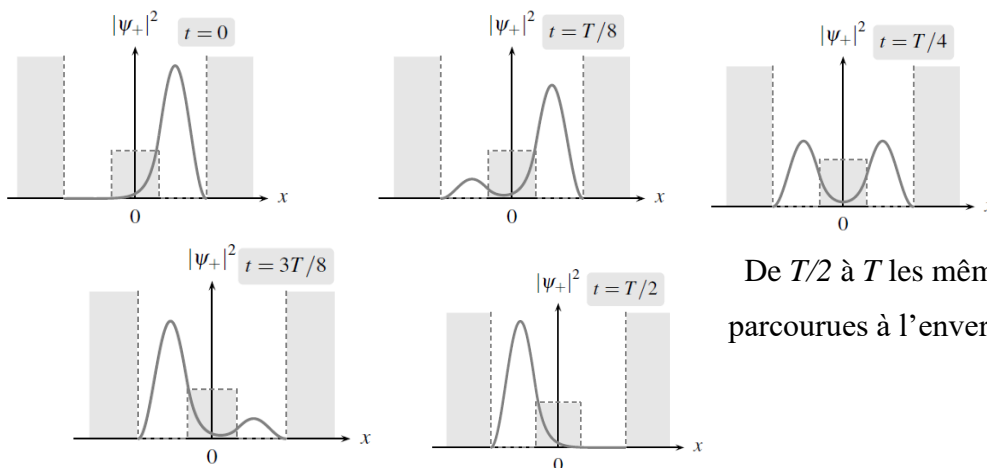 |ψ₊|² t = 0
x
0
|ψ₊|² t = T/8
x
0
|ψ₊|² t = T/4
0
|ψ₊|² t = 3T/8
x
0
|ψ₊|² t = T/2
x
0
De T/2 à T les mêm
parcourues à l’enver